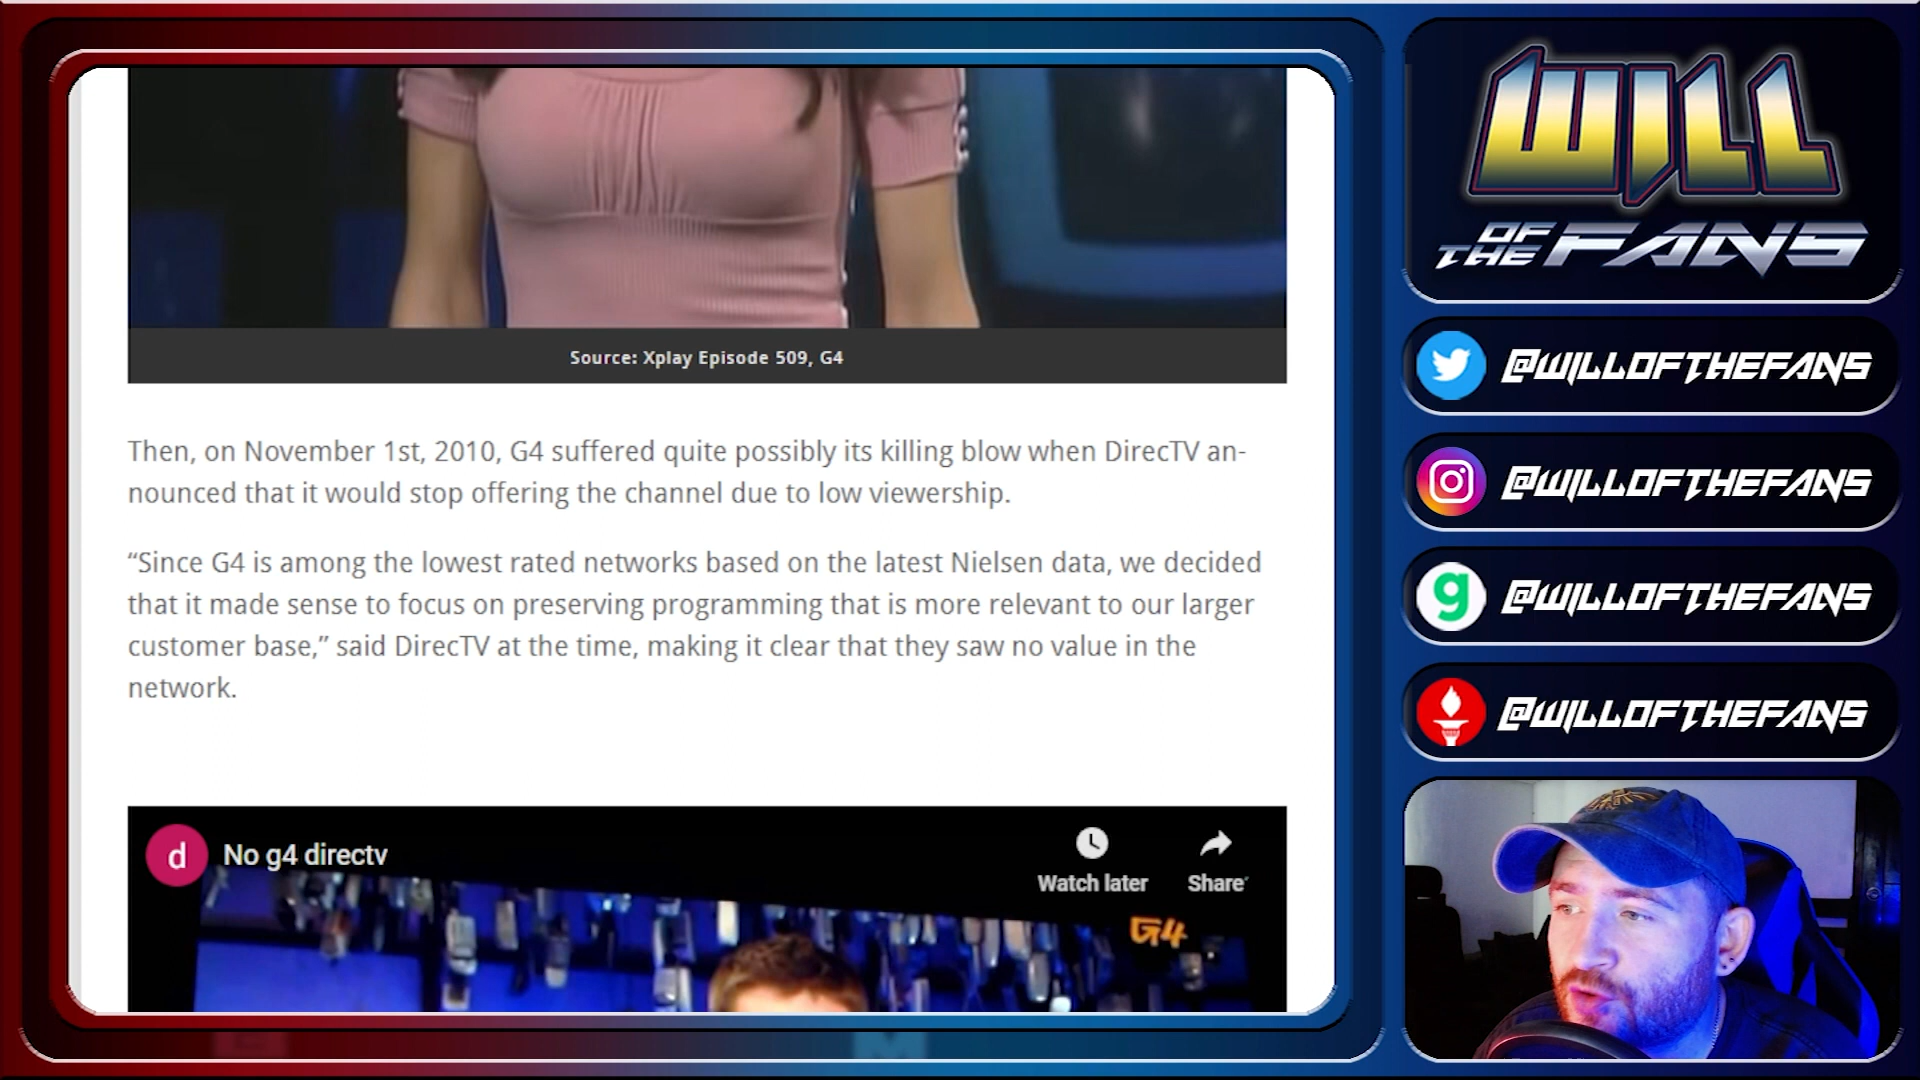 Source: Xplay Episode 509, G4
Then, on November 1st, 2010, G4 suffered quite possibly its killing blow when DirecTV an-
nounced that it would stop offering the channel due to low viewership.
“Since G4 is among the lowest rated networks based on the latest Nielsen data, we decided
that it made sense to focus on preserving programming that is more relevant to our larger
customer base,” said DirecTV at the time, making it clear that they saw no value in the
network.
d
No g4 directv
Watch later
Share
G4
WILL
OF
THE FANS
@WILLOFTHEFANS
@WILLOFTHEFANS
g
@WILLOFTHEFANS
@WILLOFTHEFANS